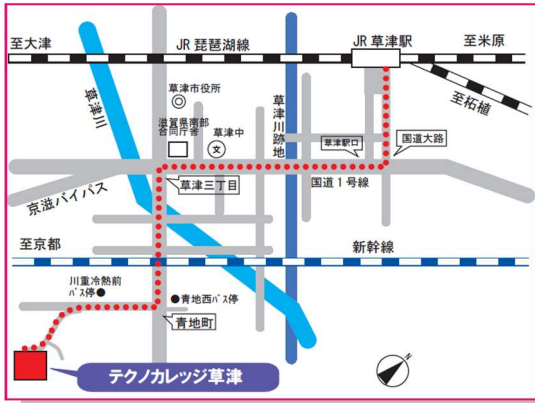 至大津
JR 琵琶湖線
JR 草津駅
至米原
至柘植
草津川
草津市役所
滋賀県南部
合同庁舎
草津中
文
草津川跡地
草津駅口
国道大路
京滋バイパス
草津三丁目
国道1号線
至京都
新幹線
川重冷熱前
バス停●
●青地西バス停
青地町
テクノカレッジ草津
N